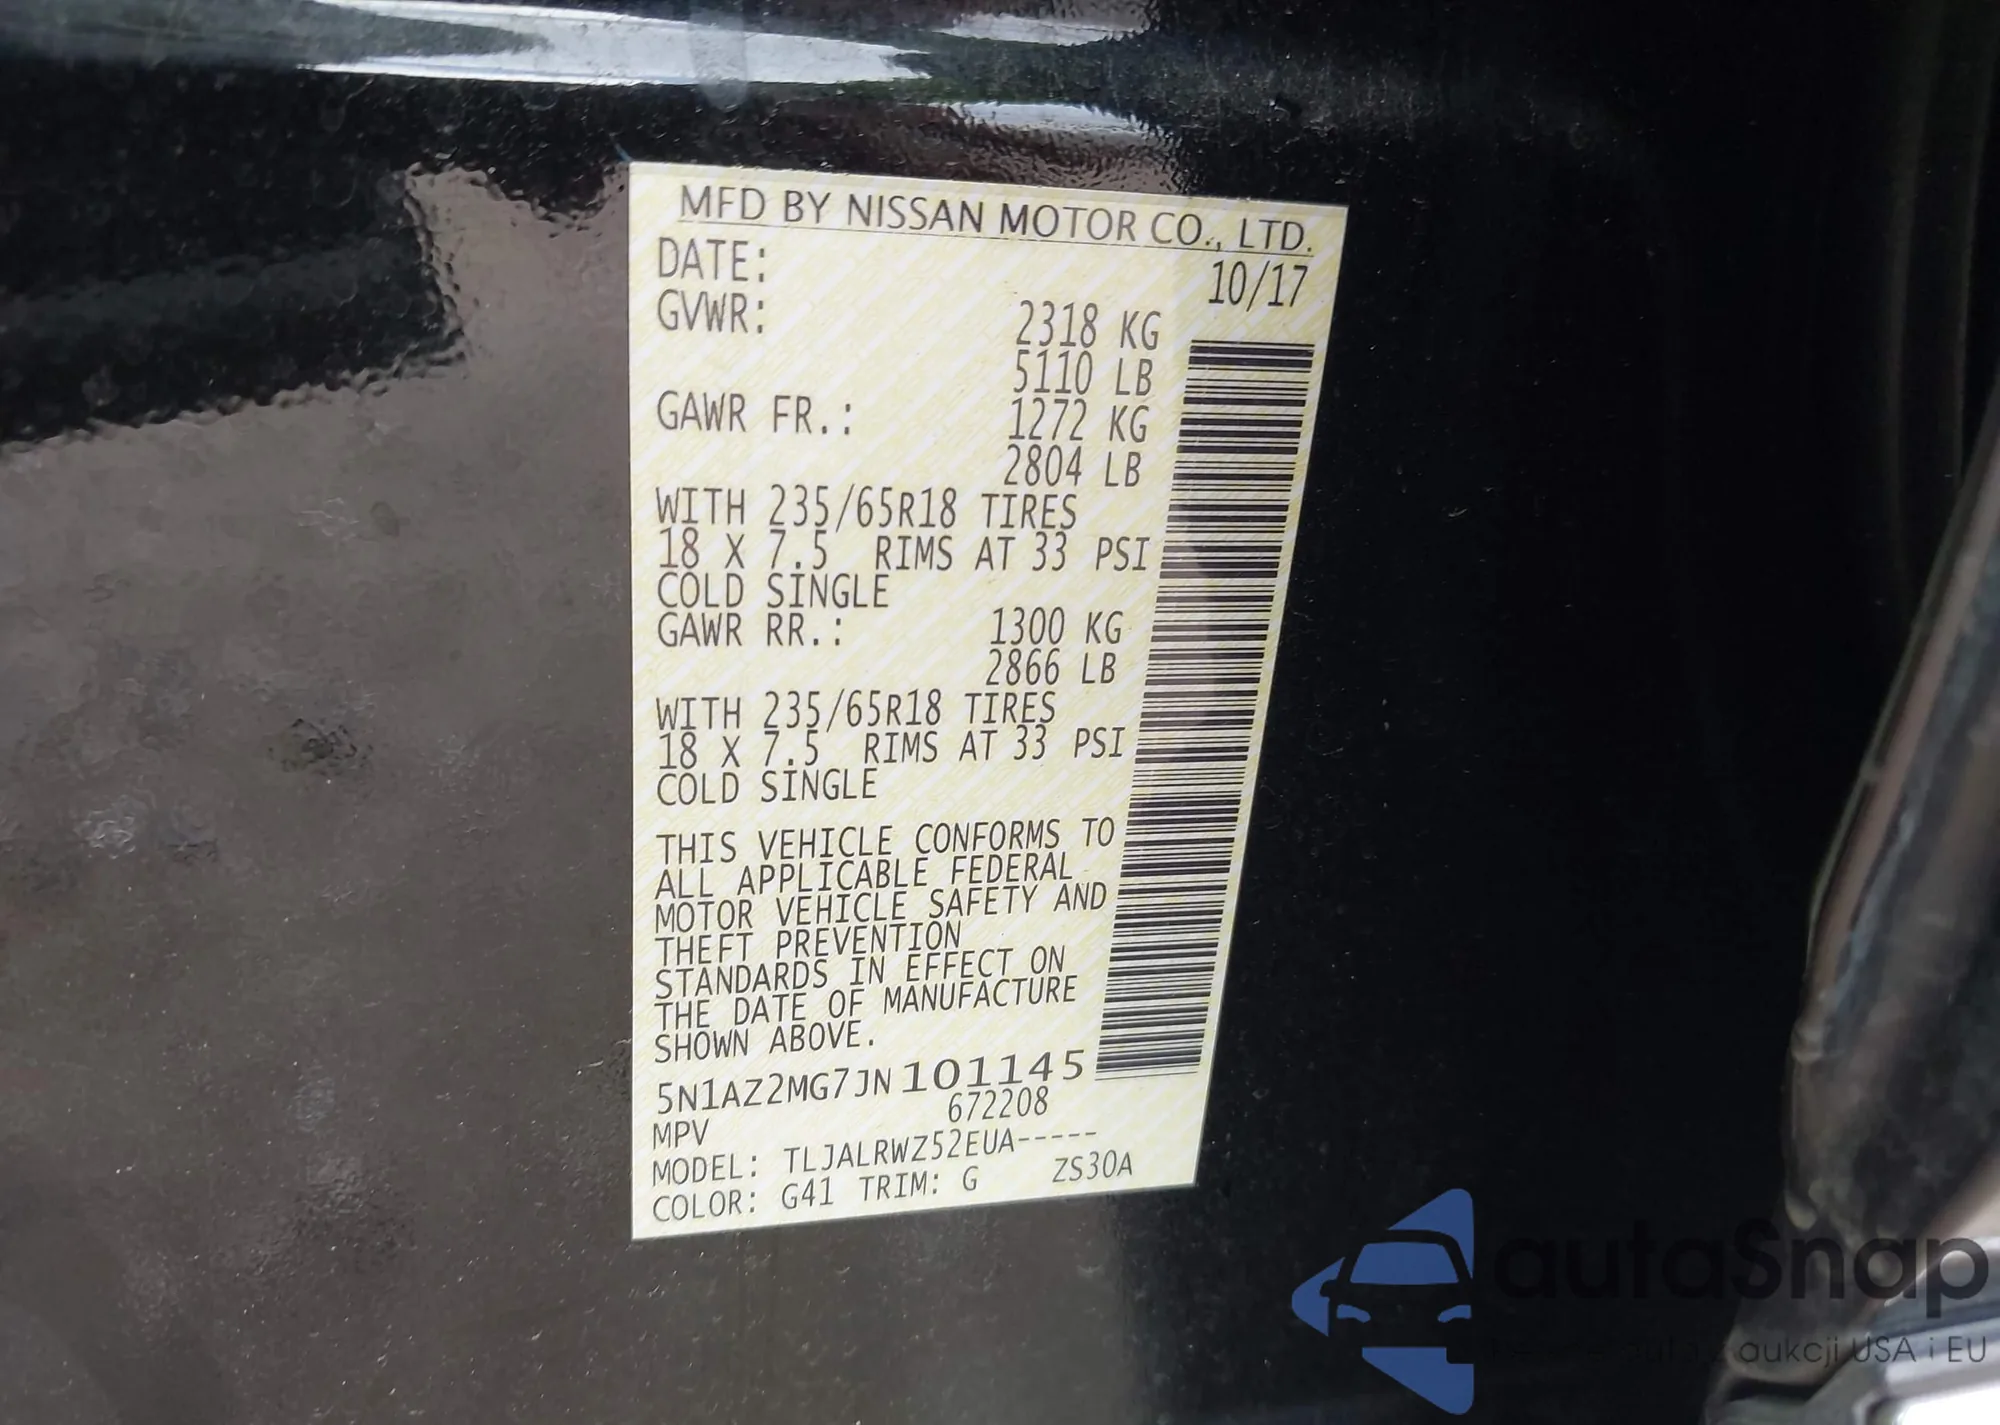 MFD BY NISSAN MOTOR CO., LTD.
DATE: 10/17
GVWR: 2318 KG
5110 LB
GAWR FR.: 1272 KG
2804 LB
WITH 235/65R18 TIRES
18 X 7.5 RIMS AT 33 PSI
COLD SINGLE
GAWR RR.: 1300 KG
2866 LB
WITH 235/65R18 TIRES
18 X 7.5 RIMS AT 33 PSI
COLD SINGLE
THIS VEHICLE CONFORMS TO
ALL APPLICABLE FEDERAL
MOTOR VEHICLE SAFETY AND
THEFT PREVENTION
STANDARDS IN EFFECT ON
THE DATE OF MANUFACTURE
SHOWN ABOVE.
5N1AZ2MG7JN101145
672208
MPV
MODEL: TLJALRWZ52EUA-----
COLOR: G41 TRIM: G ZS30A
autaSnap
aukcji USA i EU